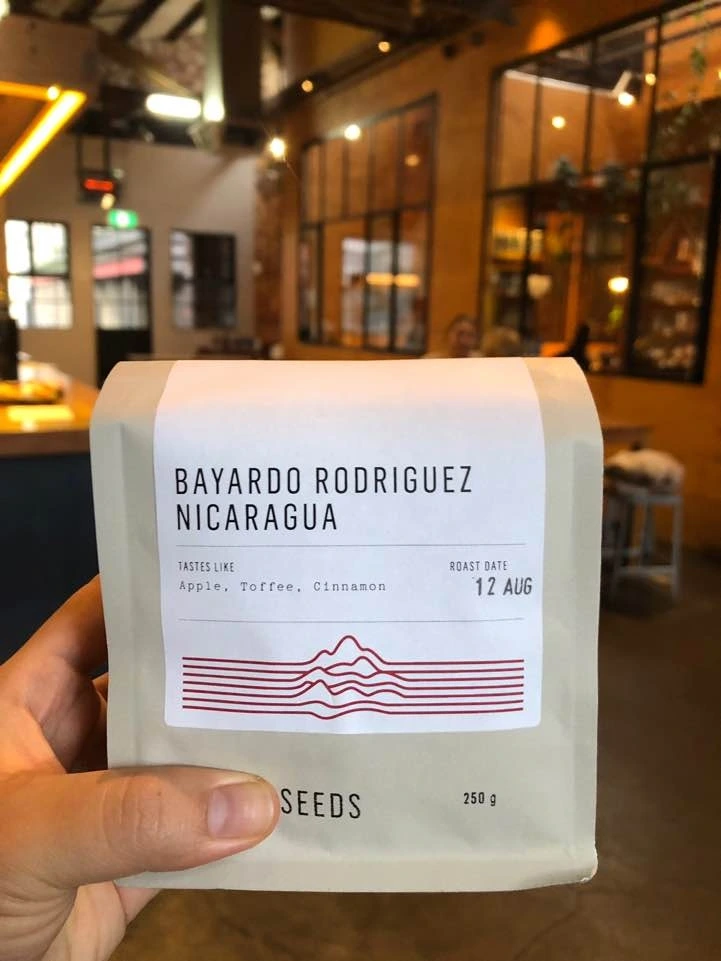 BAYARDO RODRIGUEZ
NICARAGUA
TASTES LIKE
Apple, Toffee, Cinnamon
ROAST DATE
12 AUG
SEEDS
250 g